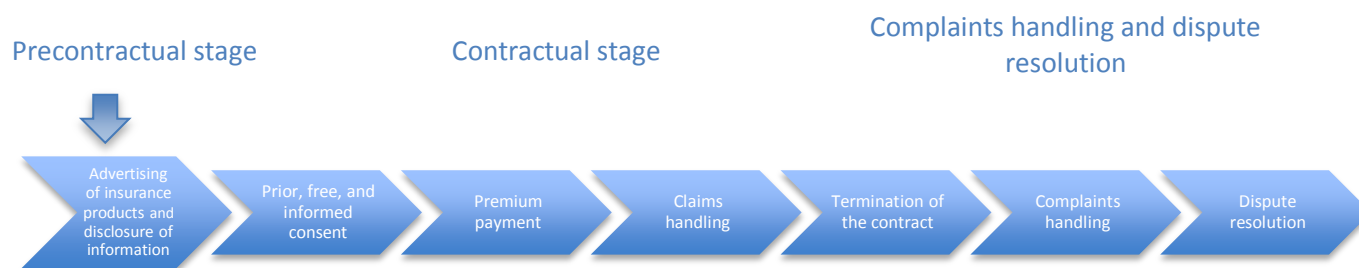 Precontractual stage
Contractual stage
Complaints handling and dispute
resolution
Advertising
of insurance
products and
disclosure of
information
Prior, free, and
informed
consent
Premium
payment
Claims
handling
Termination of
the contract
Complaints
handling
Dispute
resolution